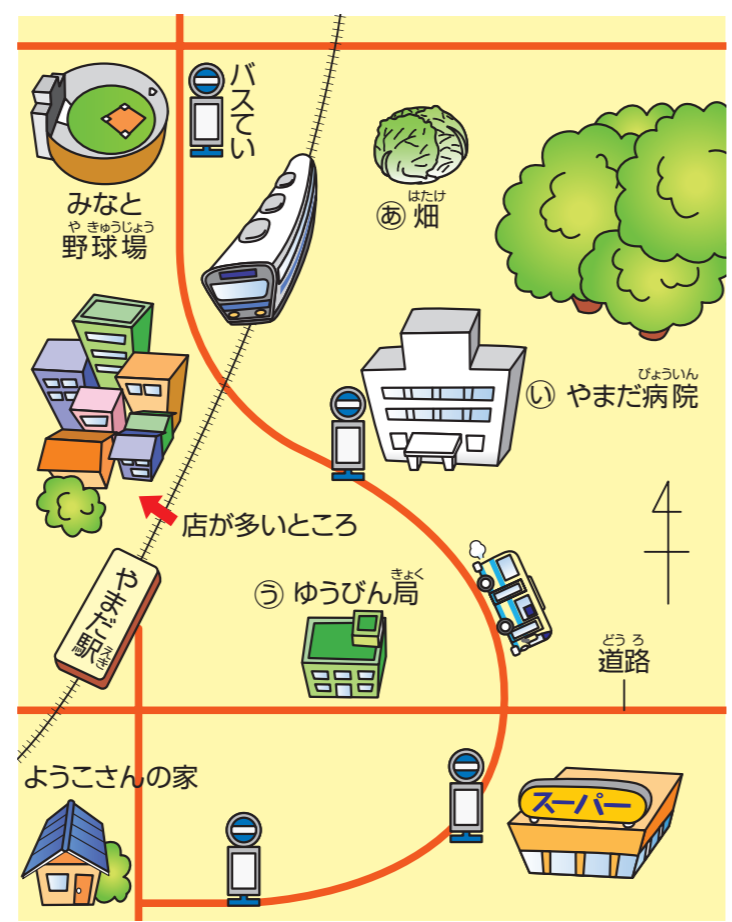 バスてい
みなと
や きゅうじょう
野球場
はたけ
あ 畑
びょういん
い やまだ病院
店が多いところ
きょく
う ゆうびん局
やまだ駅
えき
どうろ
道路
ようこさんの家
スーパー